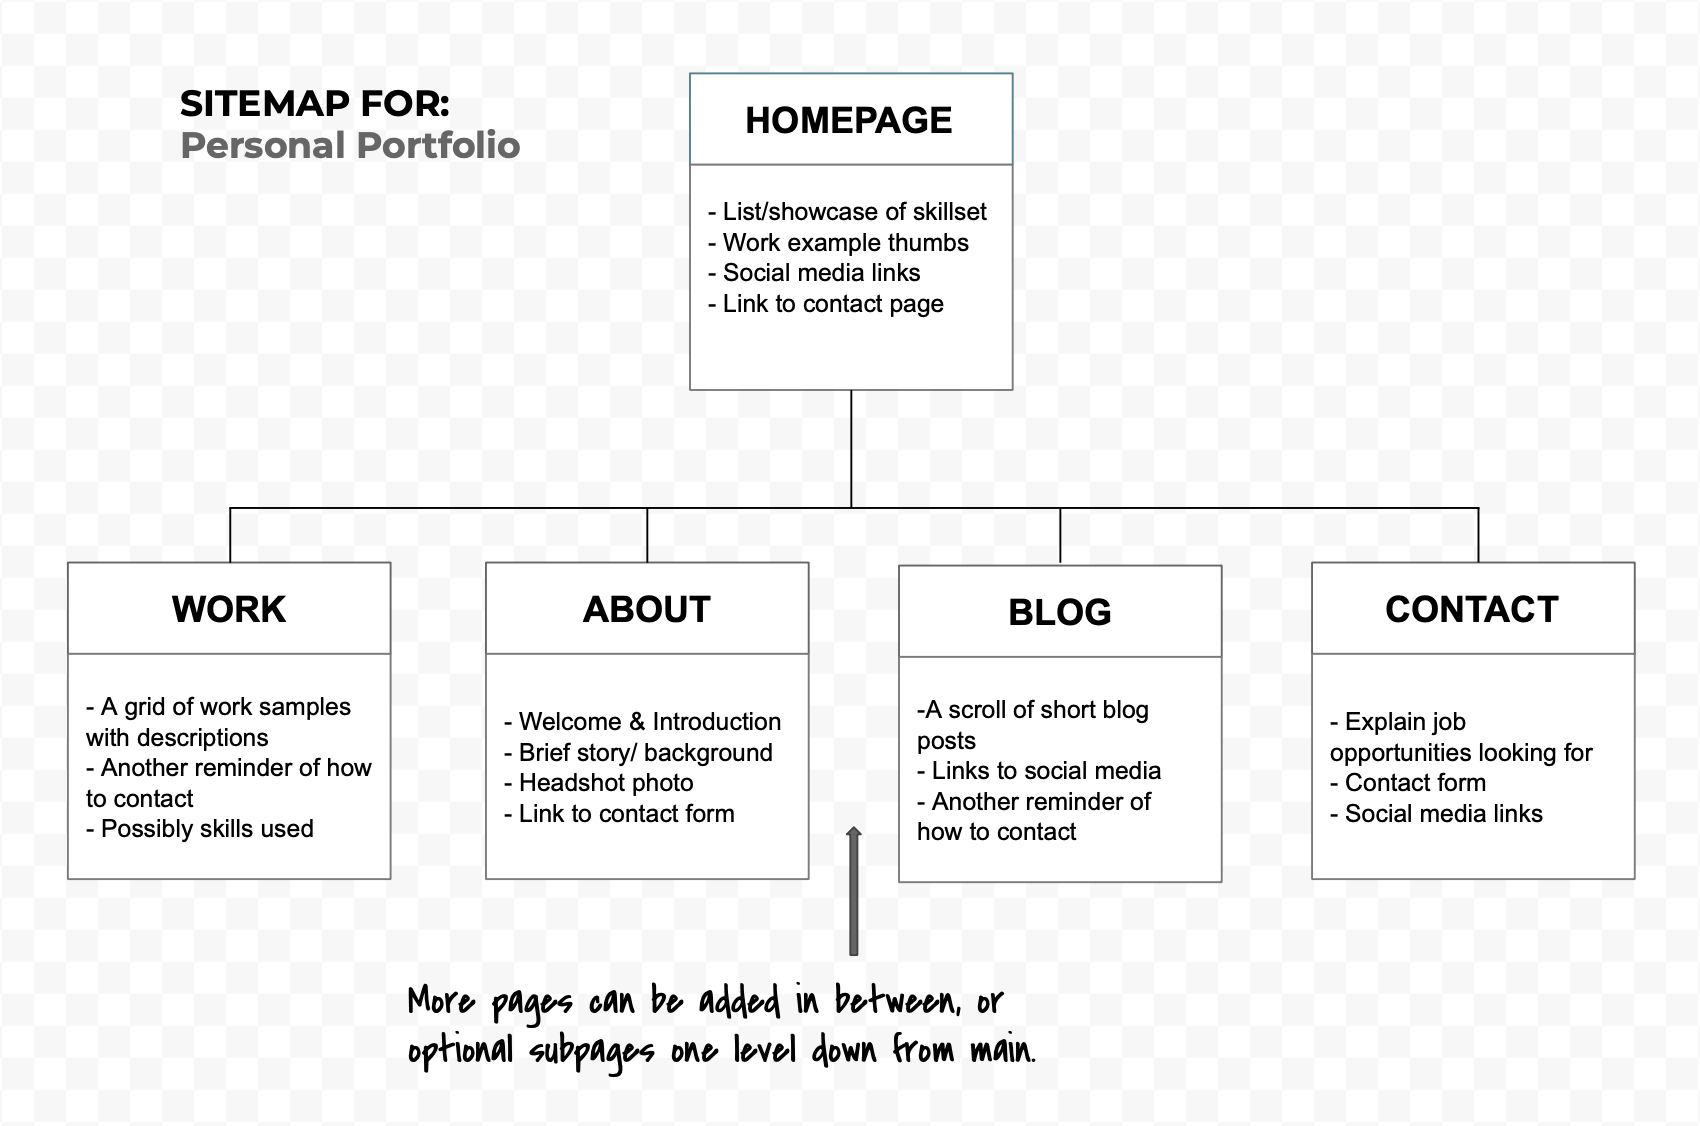 SITEMAP FOR:
Personal Portfolio
HOMEPAGE
- List/showcase of skillset
- Work example thumbs
- Social media links
- Link to contact page
WORK
- A grid of work samples
with descriptions
- Another reminder of how
to contact
- Possibly skills used
ABOUT
- Welcome & Introduction
- Brief story/ background
- Headshot photo
- Link to contact form
BLOG
-A scroll of short blog
posts
- Links to social media
- Another reminder of
how to contact
CONTACT
- Explain job
opportunities looking for
- Contact form
- Social media links
More pages can be added in between, or
optional subpages one level down from main.